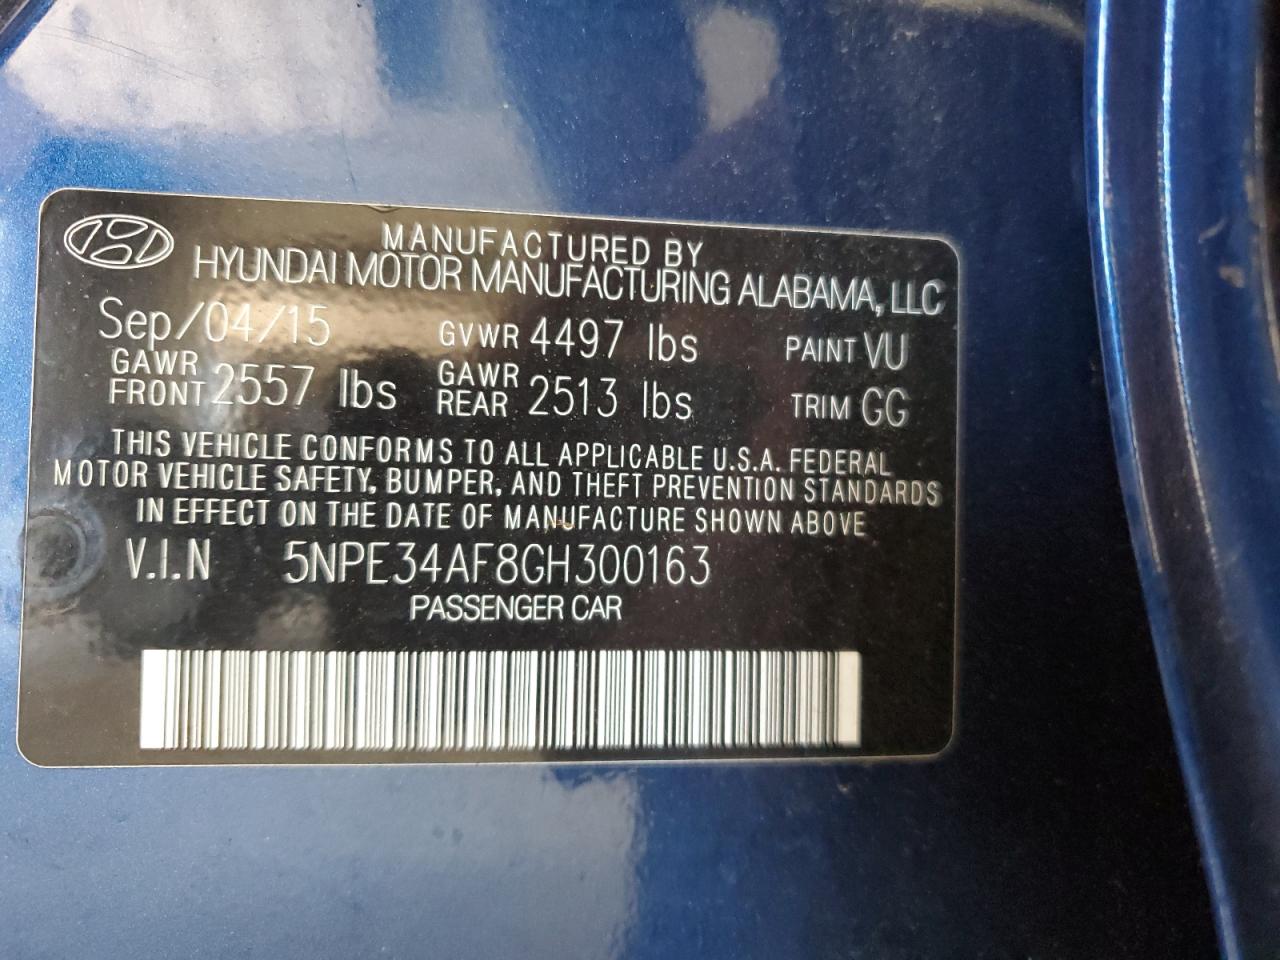 MANUFACTURED BY
HYUNDAI MOTOR MANUFACTURING ALABAMA, LLC
Sep/04/15 GVWR 4497 lbs PAINT VU
GAWR FRONT 2557 lbs GAWR REAR 2513 lbs TRIM GG
THIS VEHICLE CONFORMS TO ALL APPLICABLE U.S.A. FEDERAL
MOTOR VEHICLE SAFETY, BUMPER, AND THEFT PREVENTION STANDARDS
IN EFFECT ON THE DATE OF MANUFACTURE SHOWN ABOVE
V.I.N 5NPE34AF8GH300163
PASSENGER CAR